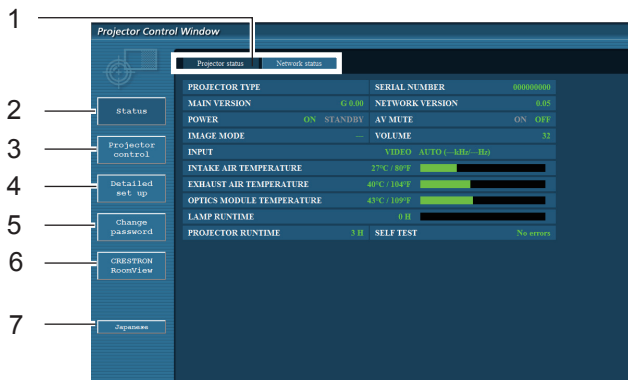 1
Projector Control Window
Projector status Network status
PROJECTOR TYPE SERIAL NUMBER 000000000
MAIN VERSION G 0.00 NETWORK VERSION 0.05
POWER ON STANDBY AV MUTE ON OFF
IMAGE MODE --- VOLUME 32
INPUT VIDEO AUTO (---kHz/---Hz)
INTAKE AIR TEMPERATURE 27°C / 80°F
EXHAUST AIR TEMPERATURE 40°C / 104°F
OPTICS MODULE TEMPERATURE 43°C / 109°F
LAMP RUNTIME 0 H
PROJECTOR RUNTIME 3 H SELF TEST No errors
2 Status
3 Projector
control
4 Detailed
set up
5 Change
password
6 CRESTRON
RoomView
7 Japanese